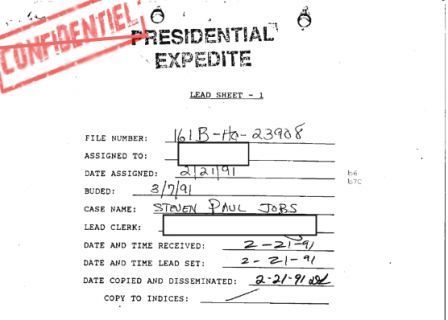 CONFIDENTIEL
PRESIDENTIAL
EXPEDITE
LEAD SHEET - 1
FILE NUMBER: 161B-HQ-23908
ASSIGNED TO:
DATE ASSIGNED: 2/21/91
b6
b7C
BUDED: 3/7/91
CASE NAME: STEVEN PAUL JOBS
LEAD CLERK:
DATE AND TIME RECEIVED: 2-21-91
DATE AND TIME LEAD SET: 2-21-91
DATE COPIED AND DISSEMINATED: 2-21-91
COPY TO INDICES: